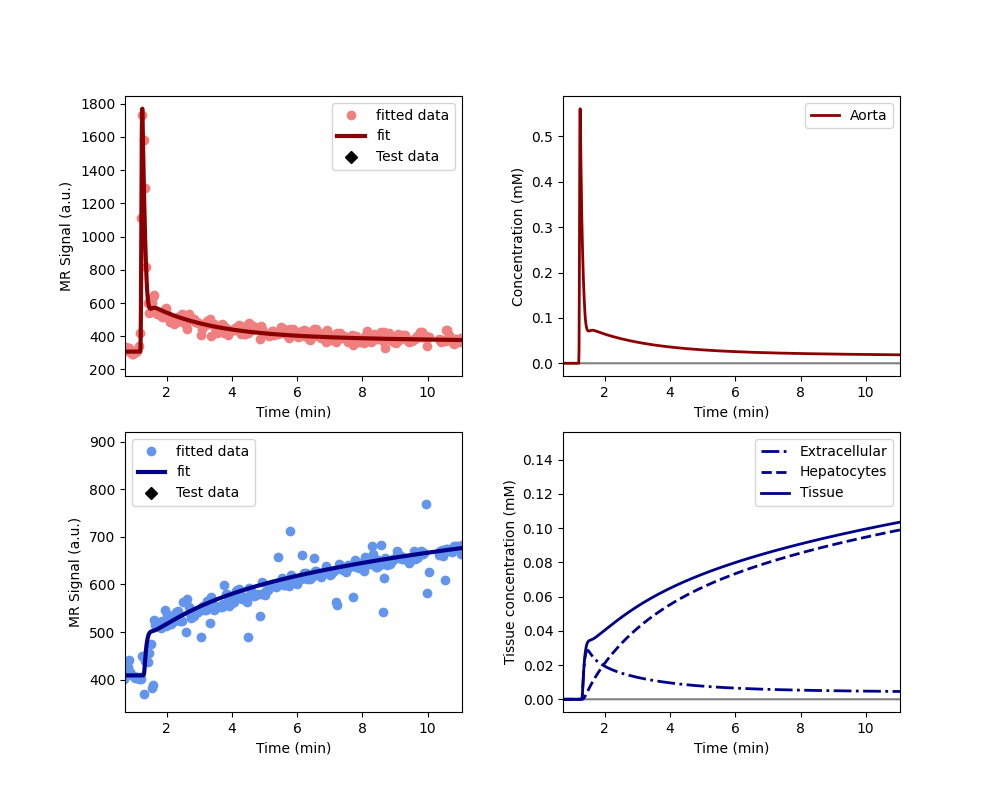 MR Signal (a.u.)
1800
1600
1400
1200
1000
800
600
400
200
fitted data
fit
Test data
2 4 6 8 10
Time (min)
Concentration (mM)
0.5
0.4
0.3
0.2
0.1
0.0
Aorta
2 4 6 8 10
Time (min)
MR Signal (a.u.)
900
800
700
600
500
400
fitted data
fit
Test data
2 4 6 8 10
Time (min)
Tissue concentration (mM)
0.14
0.12
0.10
0.08
0.06
0.04
0.02
0.00
Extracellular
Hepatocytes
Tissue
2 4 6 8 10
Time (min)